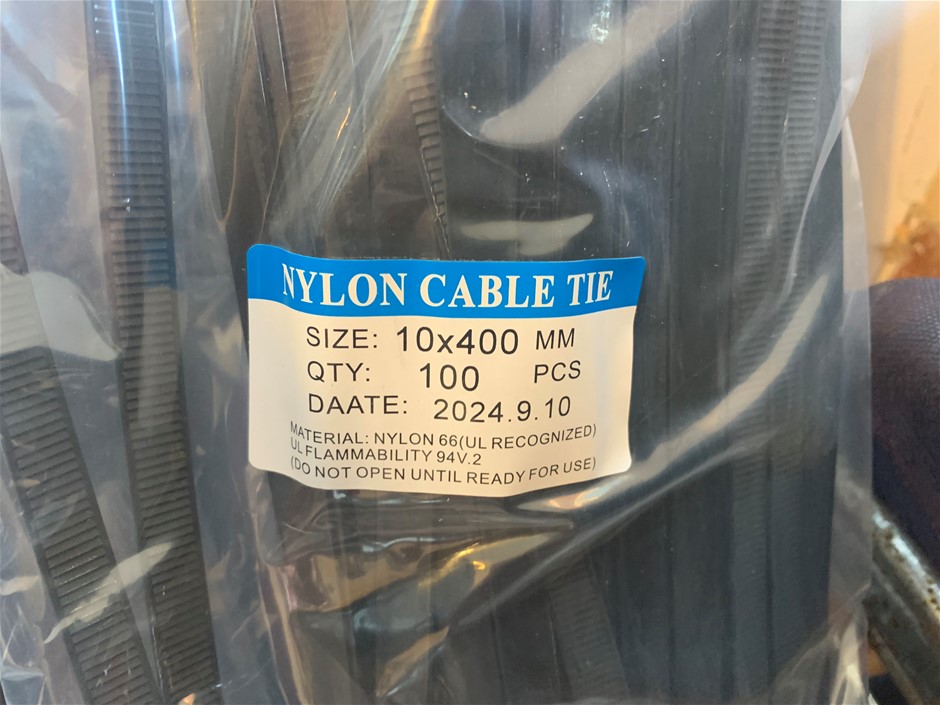 NYLON CABLE TIE
SIZE: 10x400 MM
QTY: 100 PCS
DAATE: 2024.9.10
MATERIAL: NYLON 66(UL RECOGNIZED)
UL FLAMMABILITY 94V.2
(DO NOT OPEN UNTIL READY FOR USE)